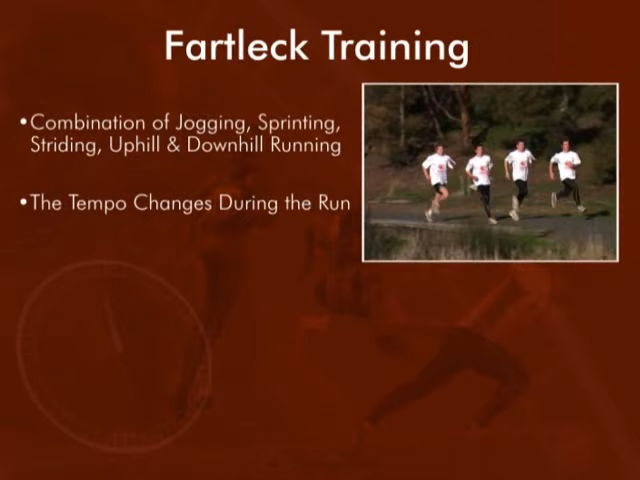 Fartleck Training
•Combination of Jogging, Sprinting,
Striding, Uphill & Downhill Running
•The Tempo Changes During the Run